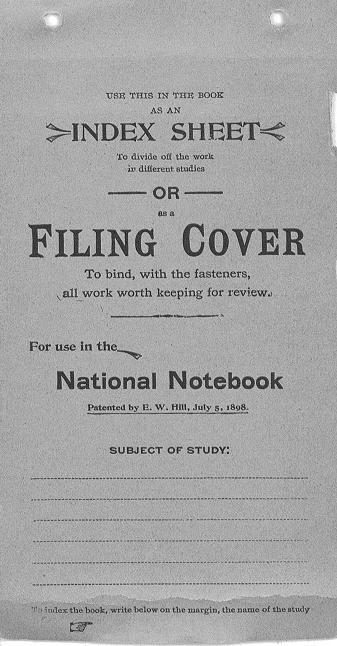 USE THIS IN THE BOOK
AS AN
INDEX SHEET
To divide off the work
in different studies
OR
as a
FILING COVER
To bind, with the fasteners,
all work worth keeping for review.
For use in the
National Notebook
Patented by E. W. Hill, July 5, 1898.
SUBJECT OF STUDY:
To index the book, write below on the margin, the name of the study